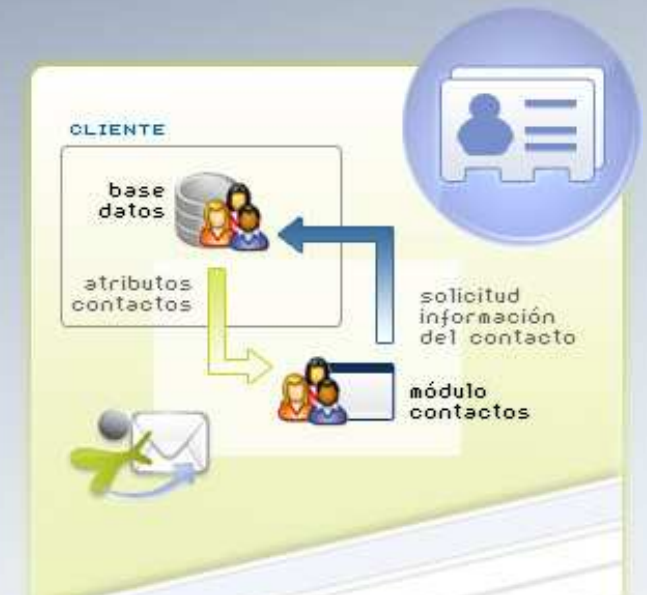 CLIENTE
base
datos
atributos
contactos
solicitud
información
del contacto
módulo
contactos